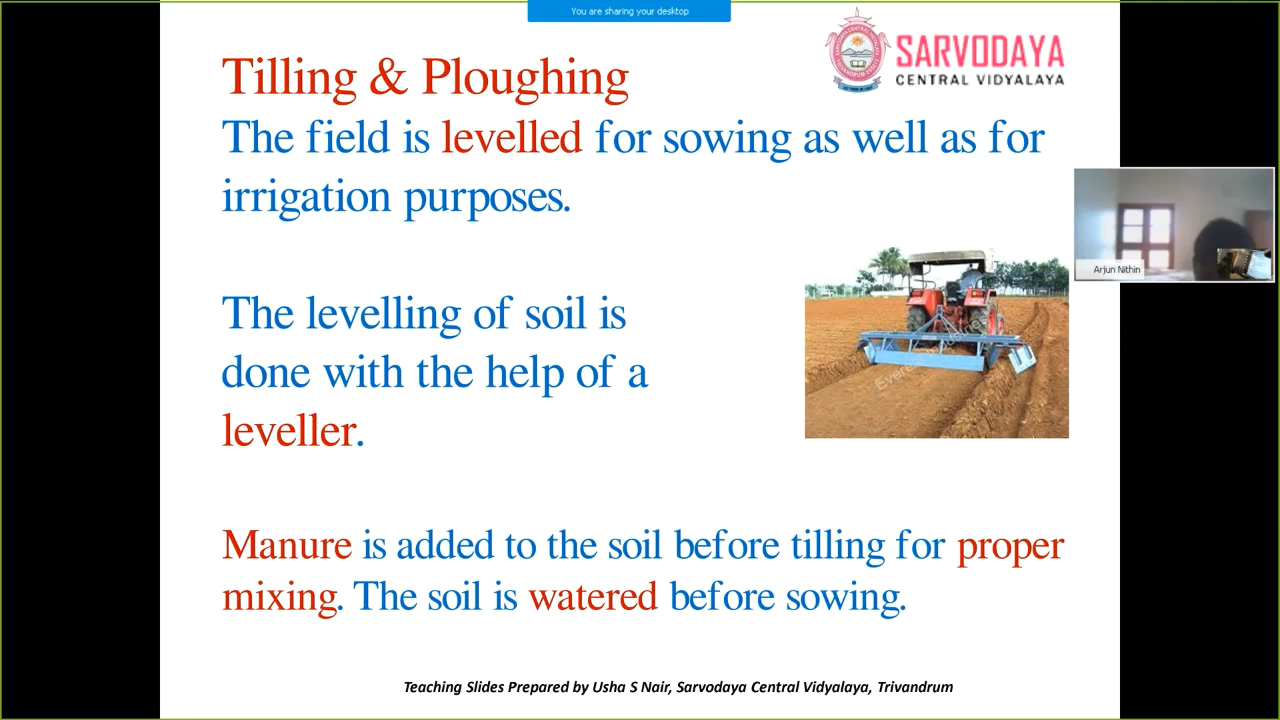 You are sharing your desktop
SARVODAYA
CENTRAL VIDYALAYA
Tilling & Ploughing
The field is levelled for sowing as well as for
irrigation purposes.
Arjun Nithin
The levelling of soil is
done with the help of a
leveller.
Manure is added to the soil before tilling for proper
mixing. The soil is watered before sowing.
Teaching Slides Prepared by Usha S Nair, Sarvodaya Central Vidyalaya, Trivandrum